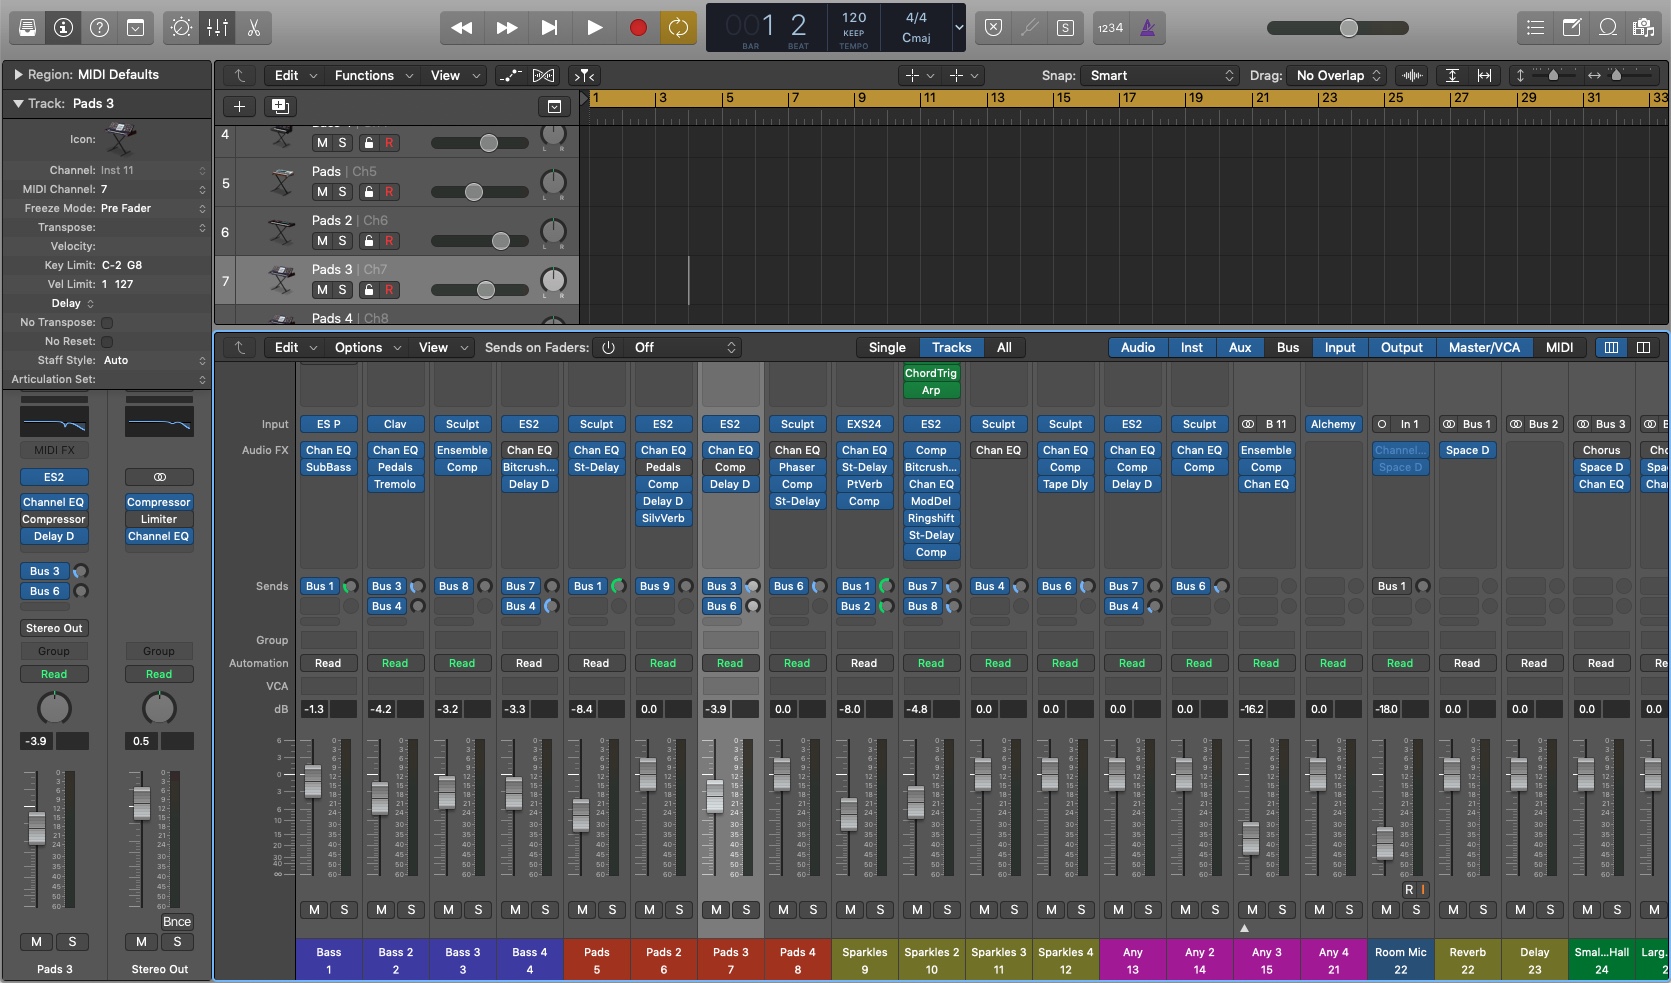 001 2
BAR BEAT
120
KEEP
TEMPO
4/4
Cmaj
S
1234
Region: MIDI Defaults
Track: Pads 3
Icon:
Channel: Inst 11
MIDI Channel: 7
Freeze Mode: Pre Fader
Transpose:
Velocity:
Key Limit: C-2 G8
Vel Limit: 1 127
Delay
No Transpose:
No Reset:
Staff Style: Auto
Articulation Set:
Edit Functions View Snap: Smart Drag: No Overlap
1 3 5 7 9 11 13 15 17 19 21 23 25 27 29 31 33
4 M S R L R
5 Pads | Ch5
M S R L R
6 Pads 2 | Ch6
M S R L R
7 Pads 3 | Ch7
M S R L R
Pads 4 | Ch8
Edit Options View Sends on Faders: Off Single Tracks All Audio Inst Aux Bus Input Output Master/VCA MIDI
MIDI FX
ES2
Channel EQ Compressor
Compressor Limiter
Delay D Channel EQ
Bus 3
Bus 6
Stereo Out
Group Group
Read Read
-3.9 0.5
Bnce
M S M S
Pads 3 Stereo Out
ChordTrig
Arp
Input ES P Clav Sculpt ES2 Sculpt ES2 ES2 Sculpt EXS24 ES2 Sculpt Sculpt ES2 Sculpt B 11 Alchemy In 1 Bus 1 Bus 2 Bus 3 B
Audio FX Chan EQ Chan EQ Ensemble Chan EQ Chan EQ Chan EQ Chan EQ Chan EQ Chan EQ Comp Chan EQ Chan EQ Chan EQ Chan EQ Ensemble Channel... Space D Chorus Cho
SubBass Pedals Comp Bitcrush... St-Delay Pedals Comp Phaser St-Delay Bitcrush... Comp Comp Comp Comp Space D Space D Spa
Tremolo Delay D Comp Delay D Comp PtVerb Chan EQ Tape Dly Delay D Chan EQ Chan EQ Chan
Delay D St-Delay Comp ModDel
SilvVerb Ringshift
St-Delay
Comp
Sends Bus 1 Bus 3 Bus 8 Bus 7 Bus 1 Bus 9 Bus 3 Bus 6 Bus 1 Bus 7 Bus 4 Bus 6 Bus 7 Bus 6 Bus 1
Bus 4 Bus 4 Bus 6 Bus 2 Bus 8 Bus 4
Group
Automation Read Read Read Read Read Read Read Read Read Read Read Read Read Read Read Read Read Read Read Read Re
VCA
dB -1.3 -4.2 -3.2 -3.3 -8.4 0.0 -3.9 0.0 -8.0 -4.8 0.0 0.0 0.0 0.0 -16.2 0.0 -18.0 0.0 0.0 0.0 0.0
R I
M S M S M S M S M S M S M S M S M S M S M S M S M S M S M S M S M S M S M S M S M
Bass Bass 2 Bass 3 Bass 4 Pads Pads 2 Pads 3 Pads 4 Sparkles Sparkles 2 Sparkles 3 Sparkles 4 Any Any 2 Any 3 Any 4 Room Mic Reverb Delay Smal...Hall Larg.
1 2 3 4 5 6 7 8 9 10 11 12 13 14 15 21 22 22 23 24 2